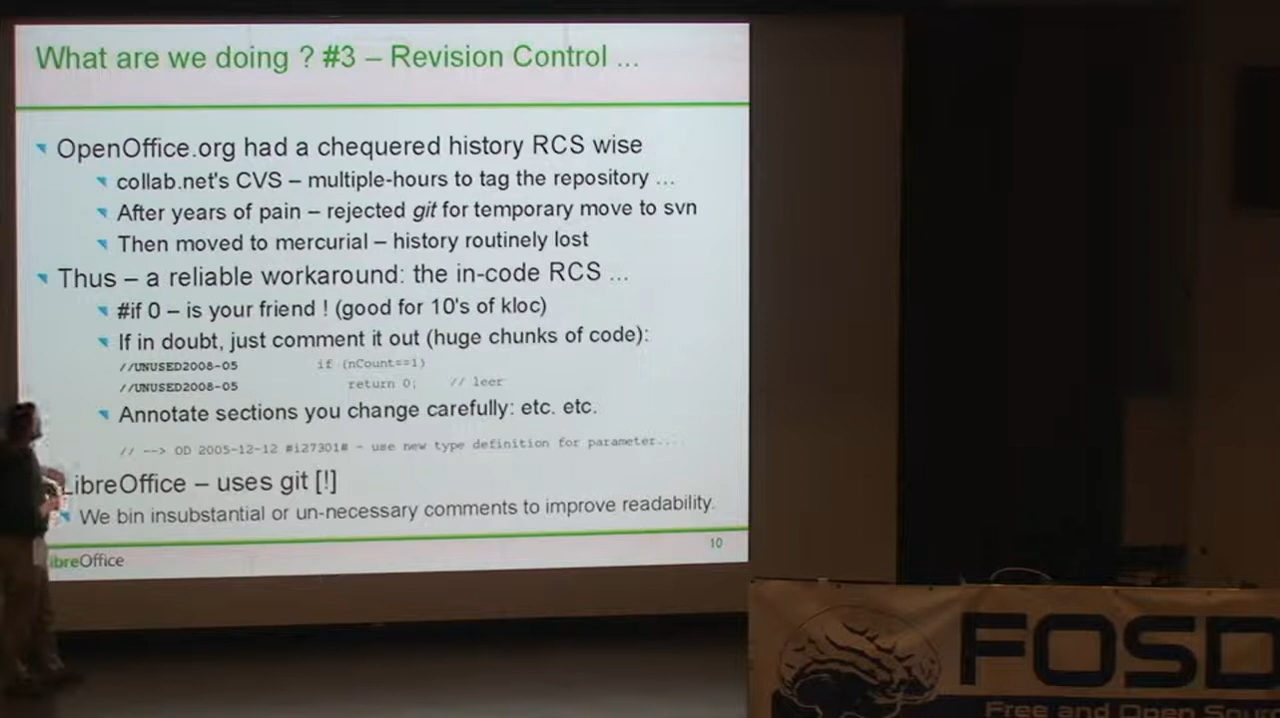 What are we doing ? #3 – Revision Control ...
OpenOffice.org had a chequered history RCS wise
collab.net's CVS – multiple-hours to tag the repository ...
After years of pain – rejected git for temporary move to svn
Then moved to mercurial – history routinely lost
Thus – a reliable workaround: the in-code RCS ...
#if 0 – is your friend ! (good for 10's of kloc)
If in doubt, just comment it out (huge chunks of code):
//UNUSED2008-05 if (nCount==1)
//UNUSED2008-05 return 0; // leer
Annotate sections you change carefully: etc. etc.
// --> OD 2005-12-12 #i27301# - use new type definition for parameter....
LibreOffice – uses git [!]
We bin insubstantial or un-necessary comments to improve readability.
ibreOffice
10
FOSD
Free and Open Sour